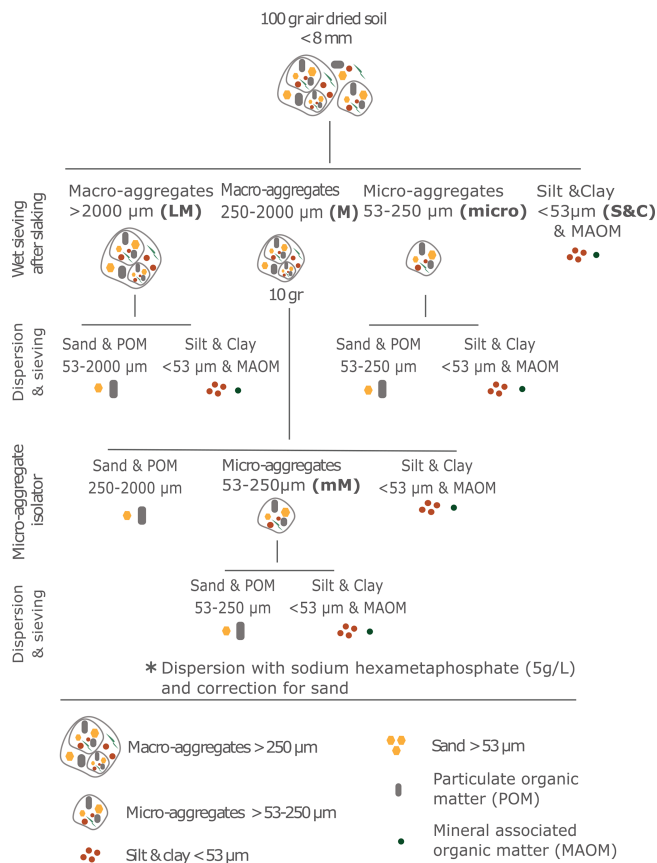 100 gr air dried soil
<8 mm
Wet sieving
after slaking
Macro-aggregates
>2000 µm (LM)
Macro-aggregates
250-2000 µm (M)
10 gr
Micro-aggregates
53-250 µm (micro)
Silt &Clay
<53µm (S&C)
& MAOM
Dispersion
& sieving
Sand & POM
53-2000 µm
Silt & Clay
<53 µm & MAOM
Sand & POM
53-250 µm
Silt & Clay
<53 µm & MAOM
Micro-aggregate
isolator
Sand & POM
250-2000 µm
Micro-aggregates
53-250µm (mM)
Silt & Clay
<53 µm & MAOM
Dispersion
& sieving
Sand & POM
53-250 µm
Silt & Clay
<53 µm & MAOM
* Dispersion with sodium hexametaphosphate (5g/L)
and correction for sand
Macro-aggregates >250 µm
Micro-aggregates >53-250 µm
Silt & clay <53 µm
Sand >53 µm
Particulate organic
matter (POM)
Mineral associated
organic matter (MAOM)